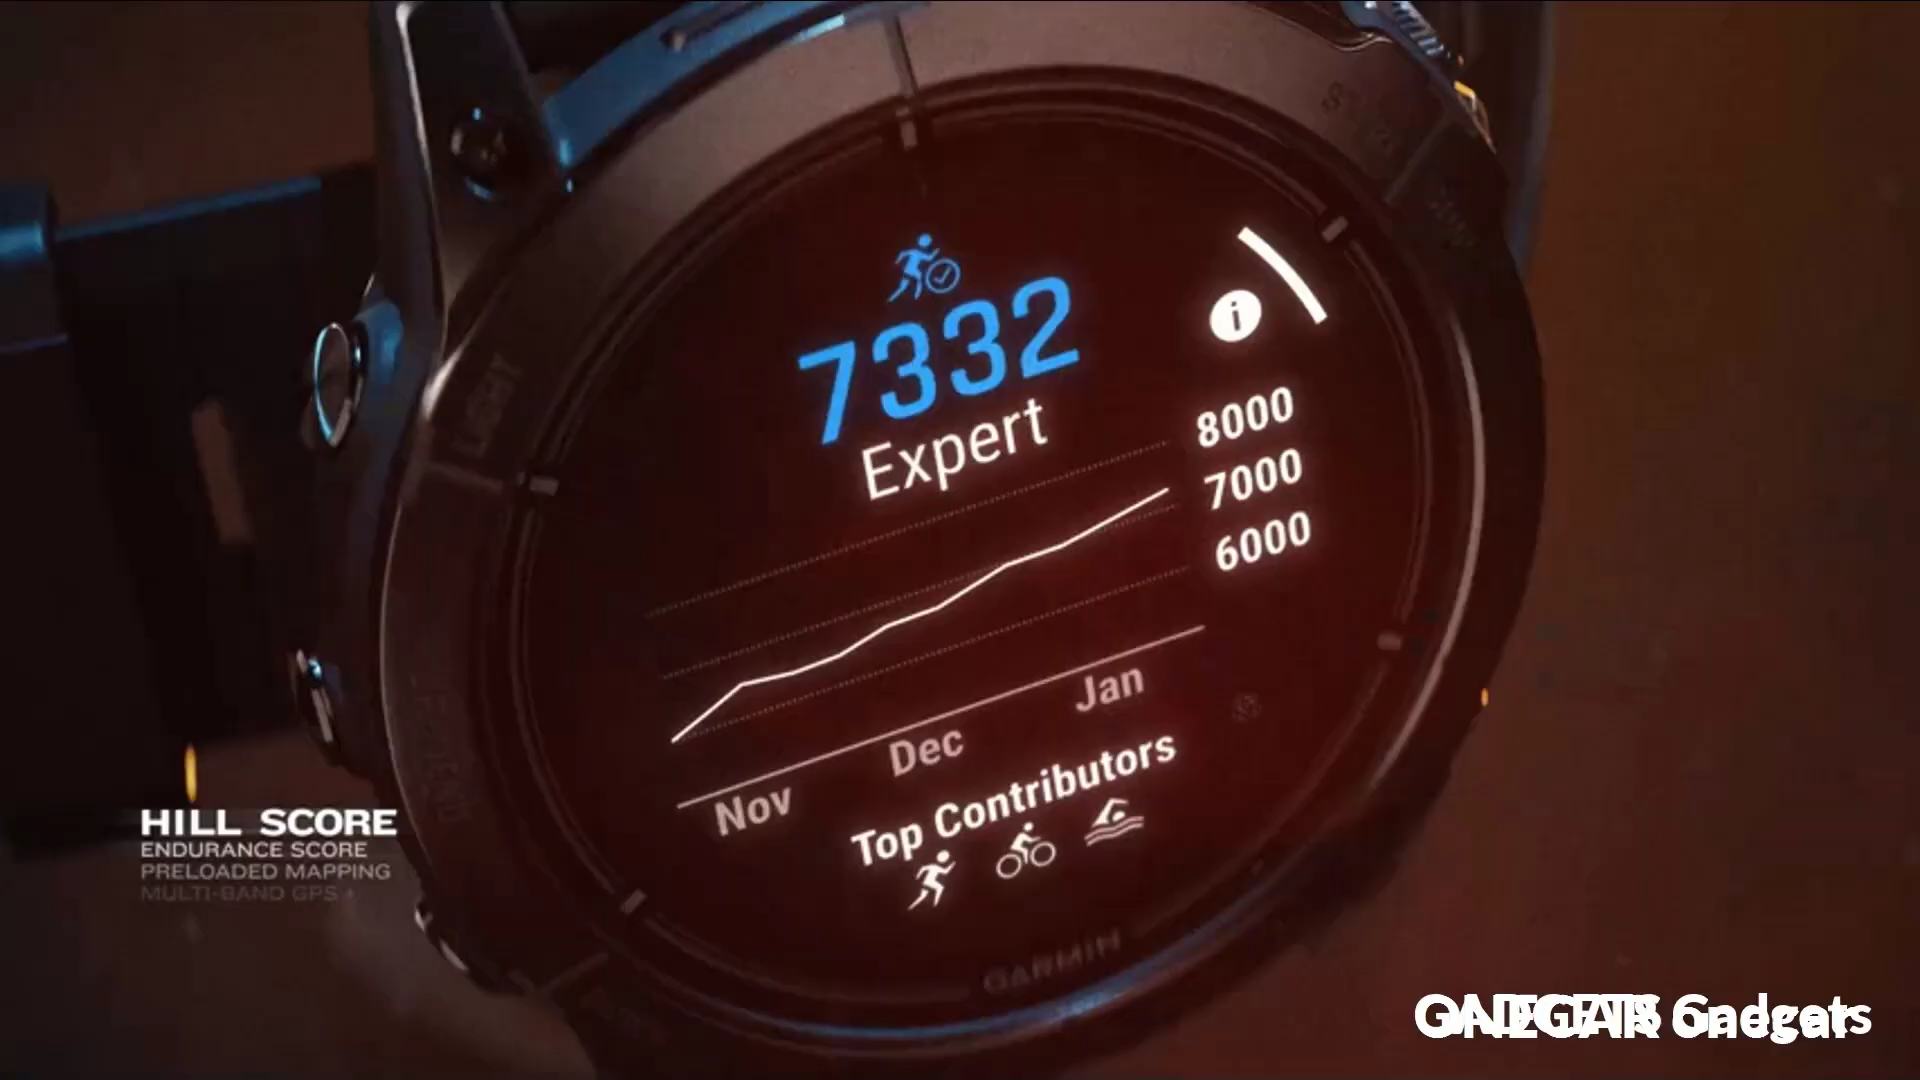 7332
Expert
8000
7000
6000
Nov
Dec
Jan
Top Contributors
GARMIN
LIGHT
HILL SCORE
ENDURANCE SCORE
PRELOADED MAPPING
MULTI-BAND GPS +